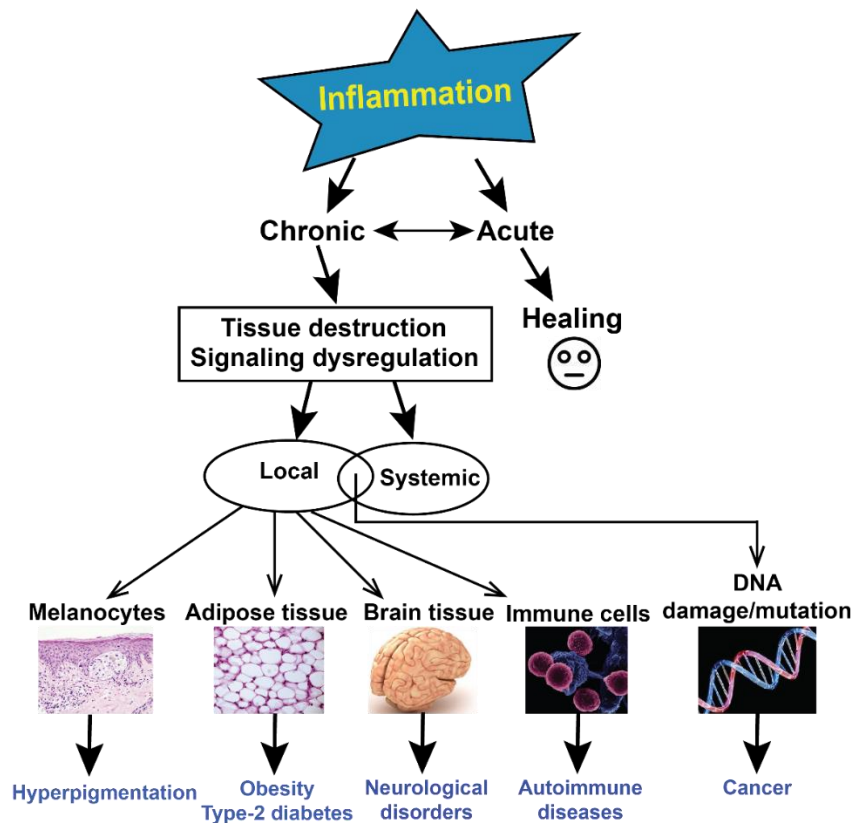 Inflammation
Chronic
Acute
Tissue destruction
Signaling dysregulation
Healing
Local
Systemic
Melanocytes
Adipose tissue
Brain tissue
Immune cells
DNA
damage/mutation
Hyperpigmentation
Obesity
Type-2 diabetes
Neurological
disorders
Autoimmune
diseases
Cancer